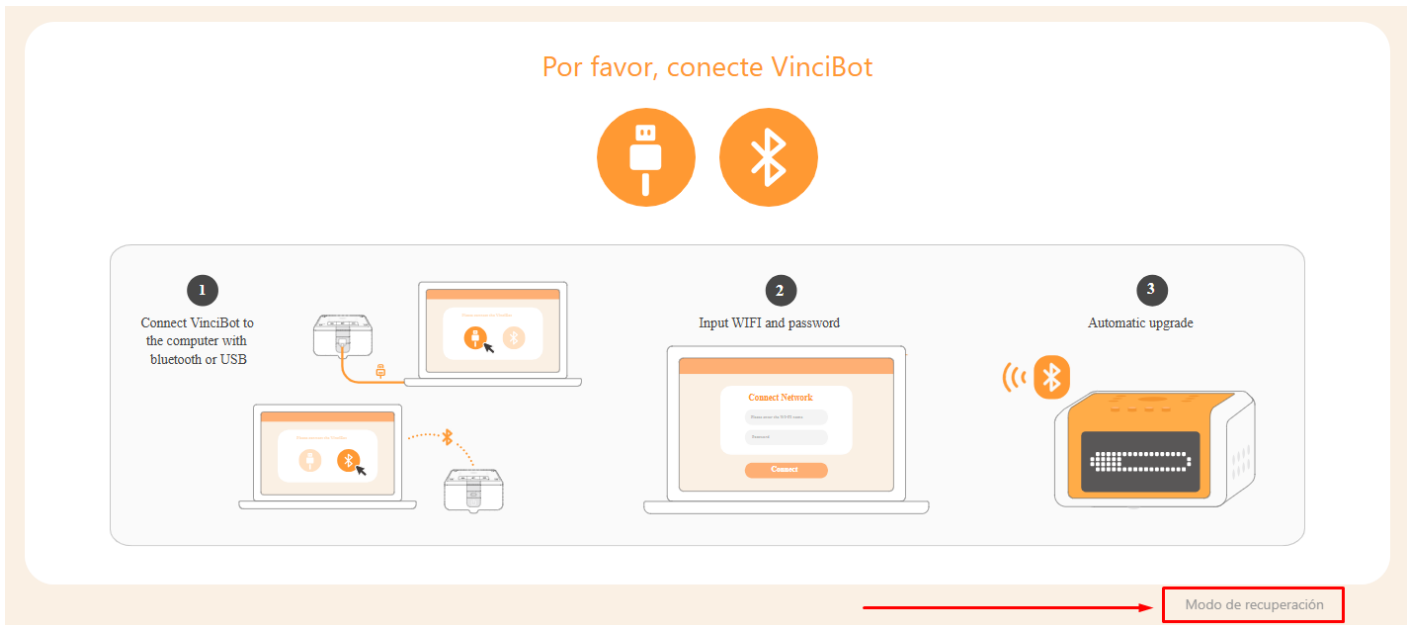 Por favor, conecte VinciBot
1
Connect VinciBot to
the computer with
bluetooth or USB
2
Input WIFI and password
Connect Network
Password
Connect
3
Automatic upgrade
Modo de recuperación